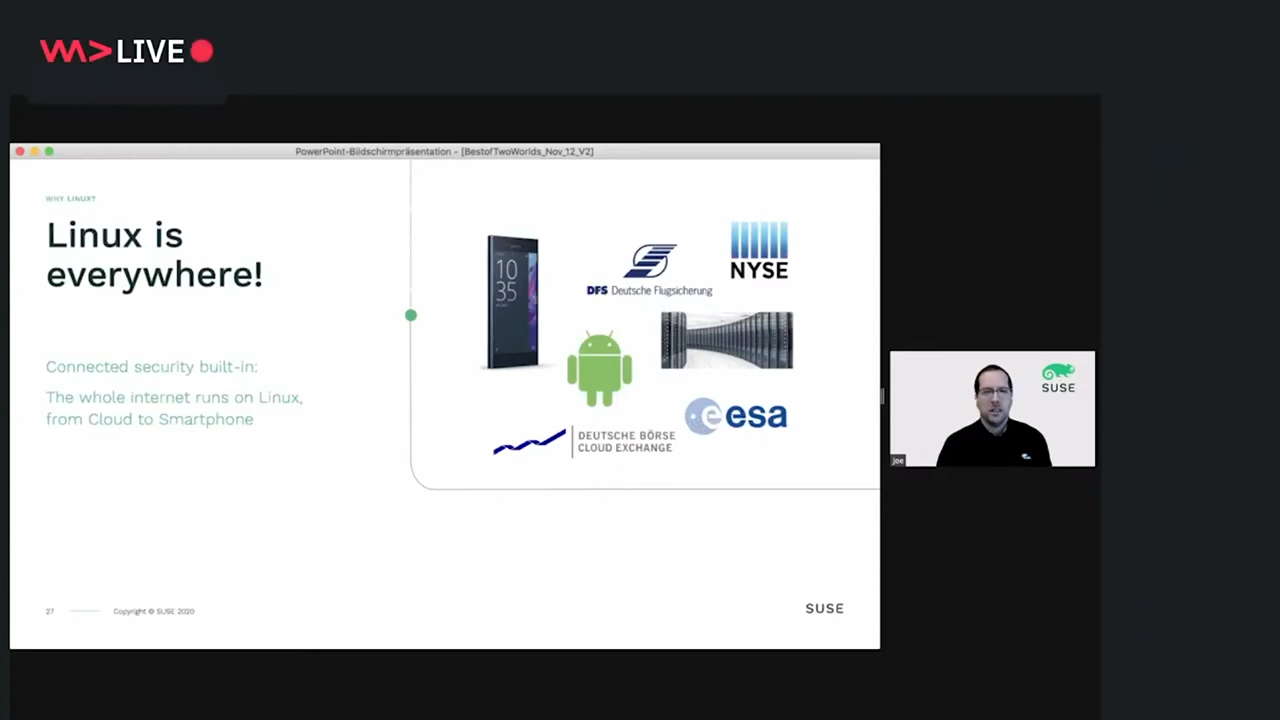 LIVE
PowerPoint-Bildschirmpräsentation - [BestofTwoWorlds_Nov_12_V2]
WHY LINUX?
Linux is
everywhere!
Connected security built-in:
The whole internet runs on Linux,
from Cloud to Smartphone
10
35
DFS Deutsche Flugsicherung
NYSE
esa
DEUTSCHE BÖRSE
CLOUD EXCHANGE
27
Copyright © SUSE 2020
SUSE
SUSE
joe